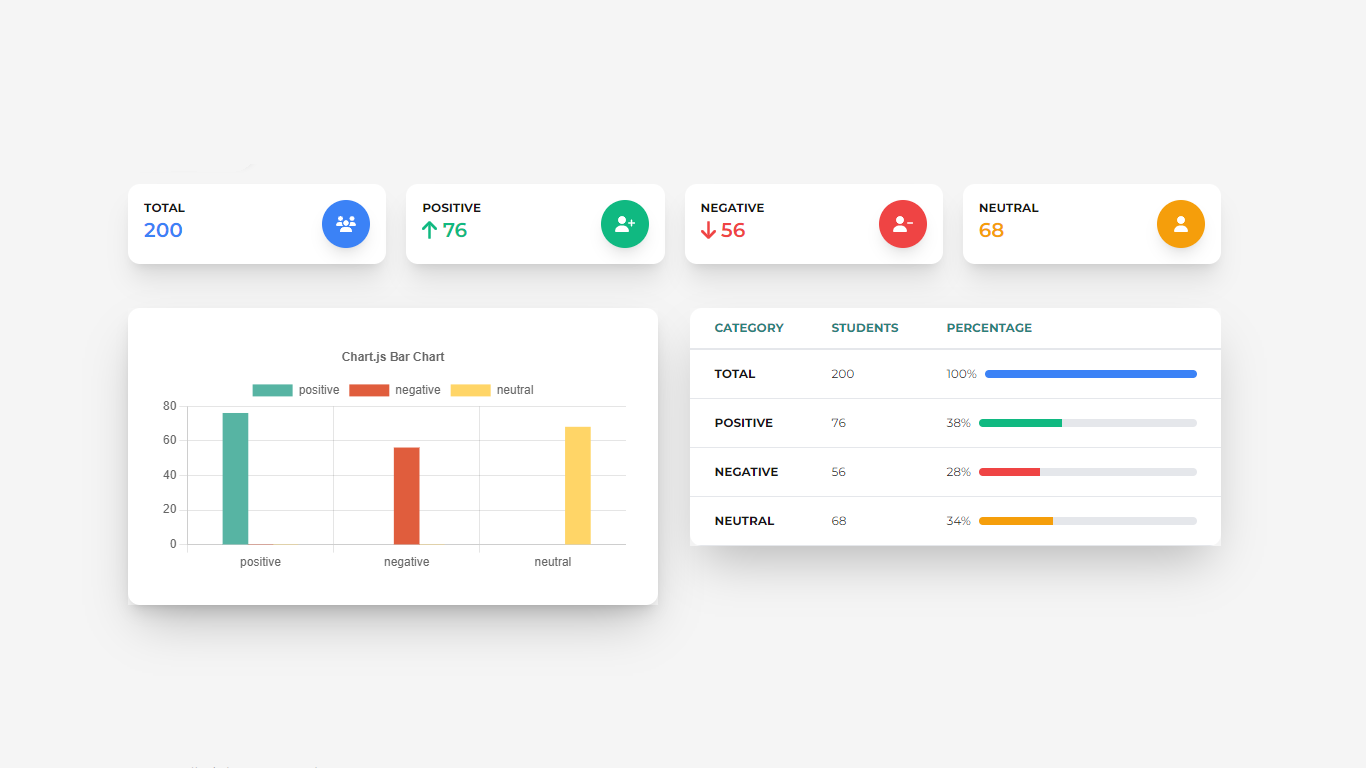 TOTAL
200
POSITIVE
76
NEGATIVE
56
NEUTRAL
68
Chart.js Bar Chart
positive negative neutral
80
60
40
20
0
positive negative neutral
CATEGORY STUDENTS PERCENTAGE
TOTAL 200 100%
POSITIVE 76 38%
NEGATIVE 56 28%
NEUTRAL 68 34%